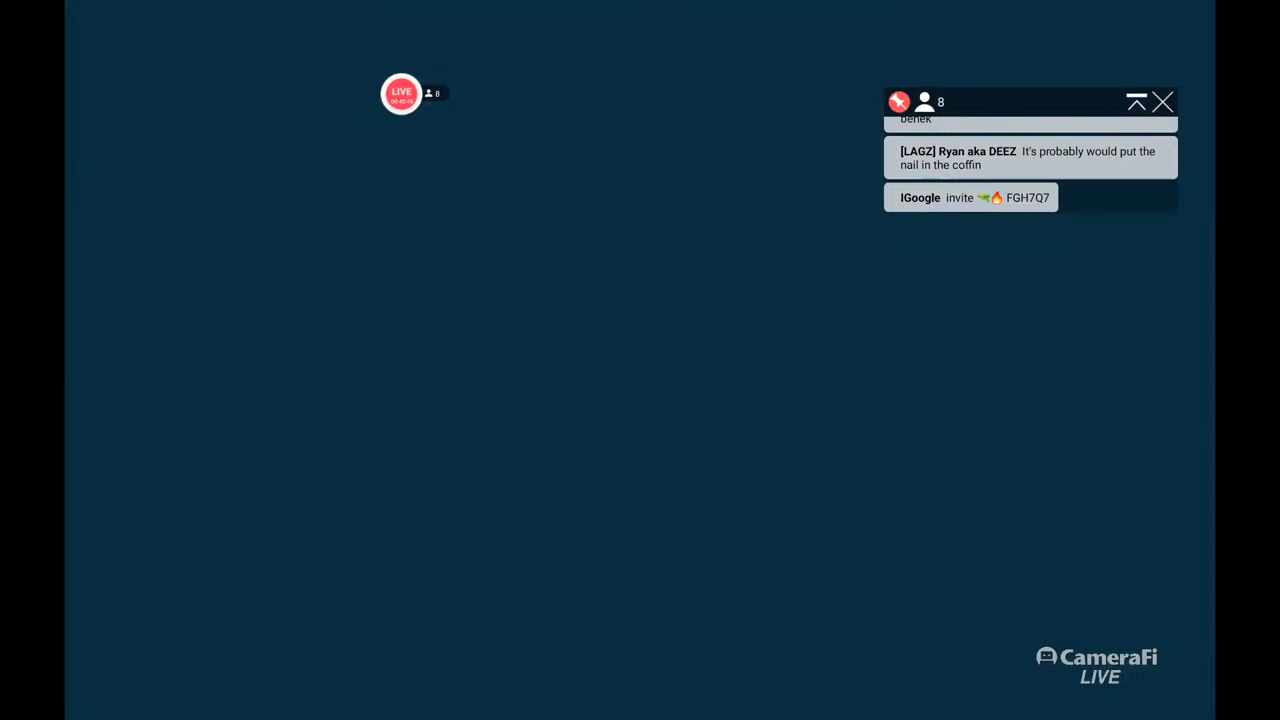 LIVE
8
8
benek
[LAGZ] Ryan aka DEEZ It's probably would put the
nail in the coffin
IGoogle invite 🔫🔥 FGH7Q7
CameraFi
LIVE